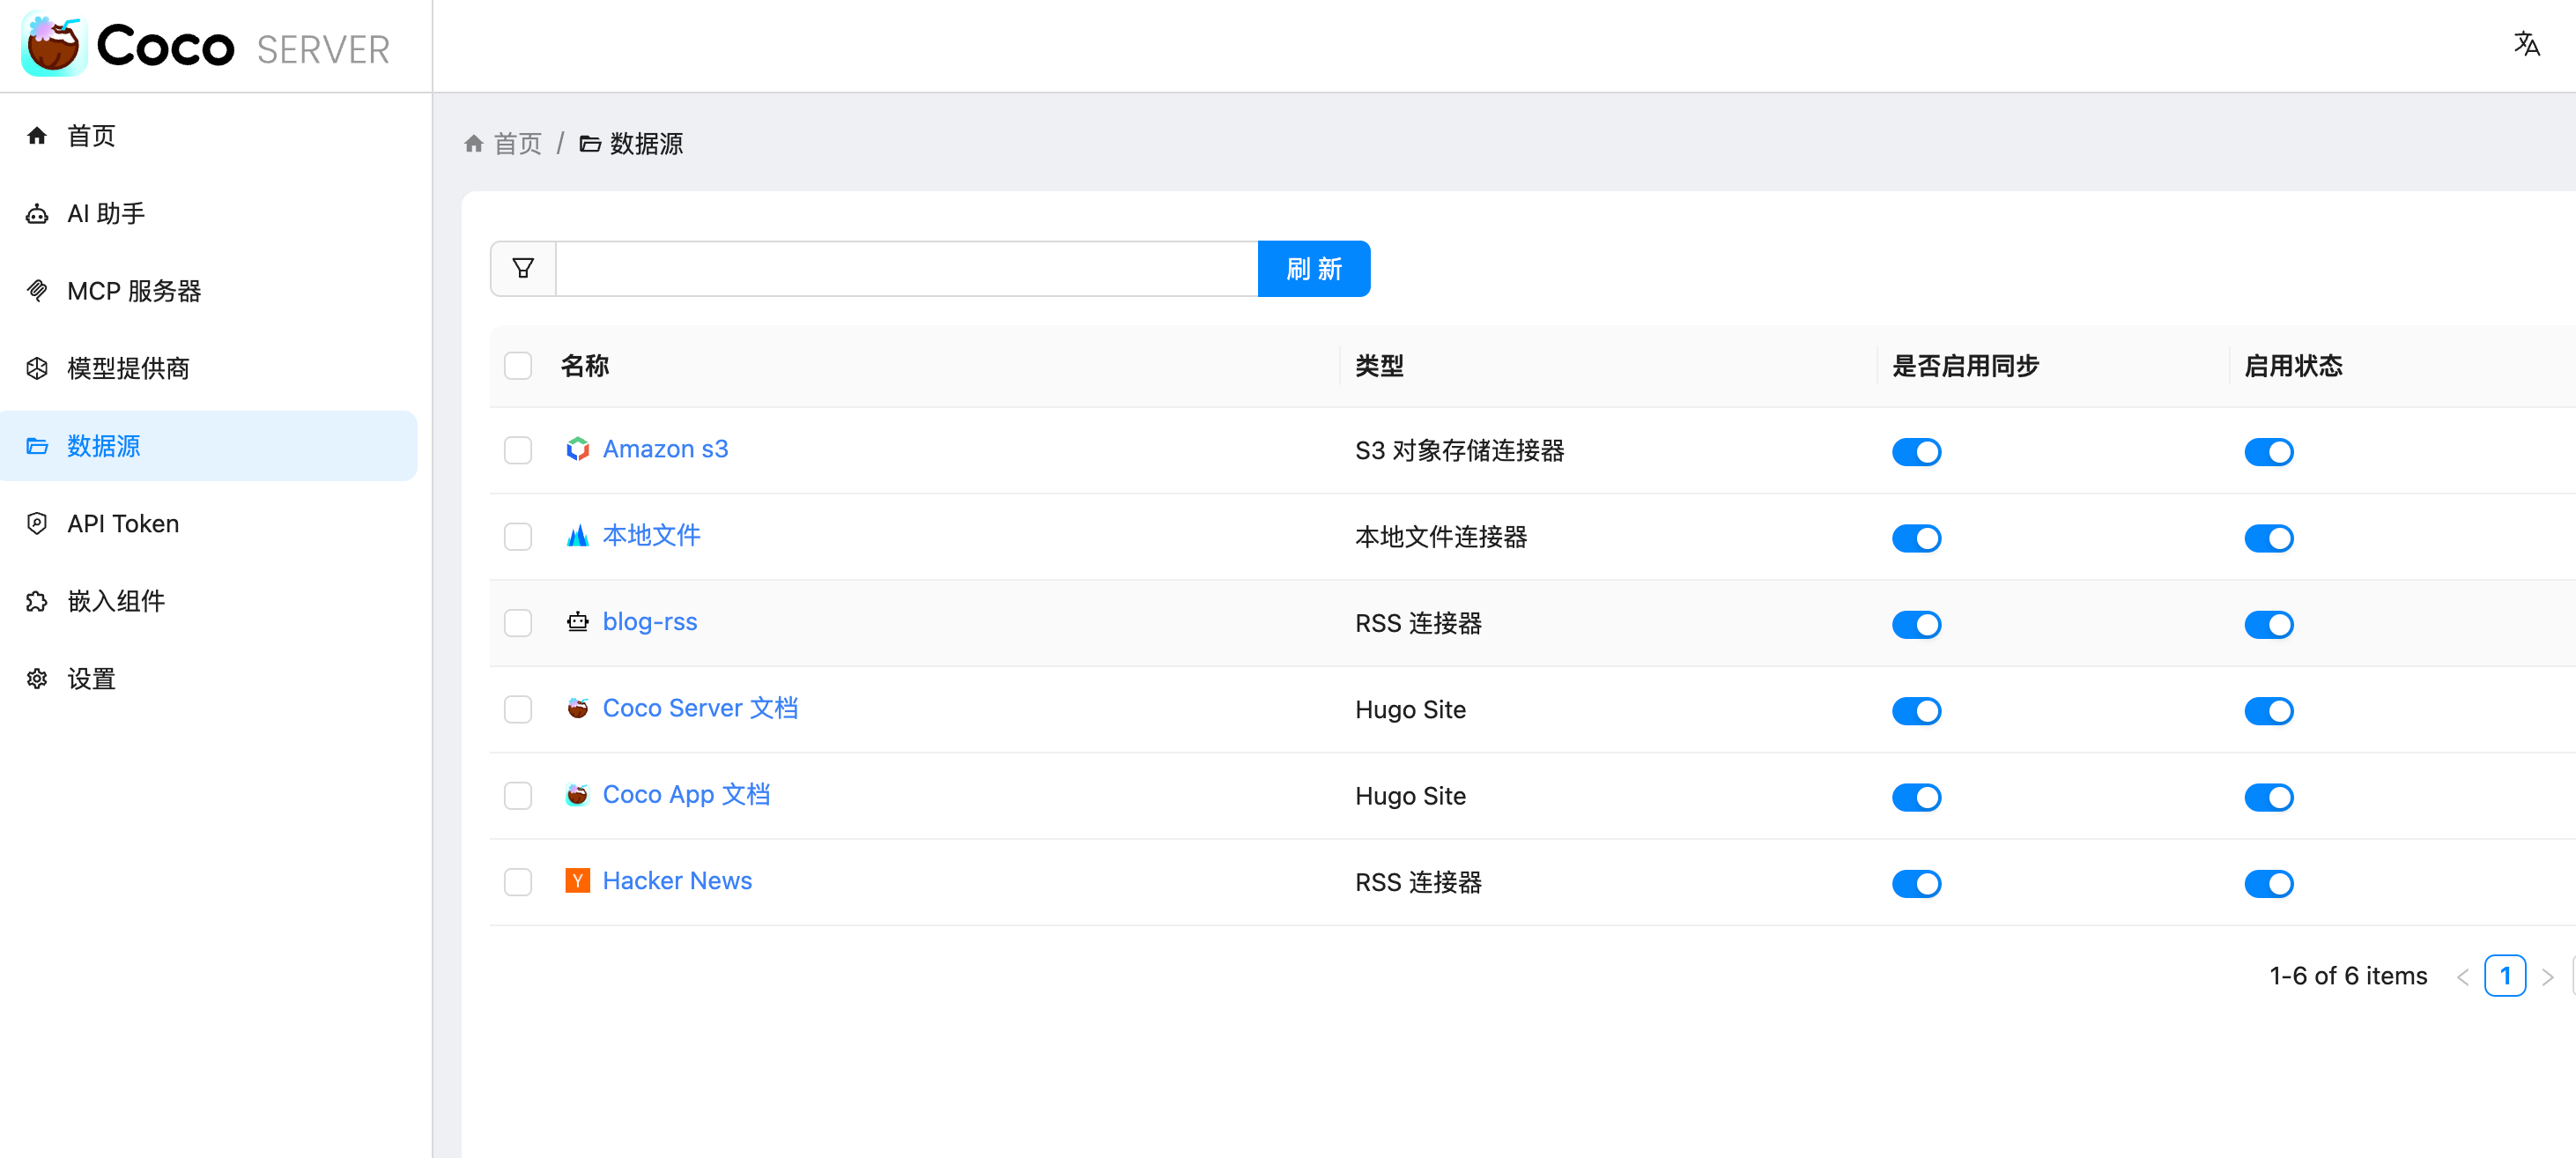 Coco SERVER
首页
AI 助手
MCP 服务器
模型提供商
数据源
API Token
嵌入组件
设置
首页 / 数据源
刷 新
名称 类型 是否启用同步 启用状态
Amazon s3 S3 对象存储连接器
本地文件 本地文件连接器
blog-rss RSS 连接器
Coco Server 文档 Hugo Site
Coco App 文档 Hugo Site
Y Hacker News RSS 连接器
1-6 of 6 items < 1 >